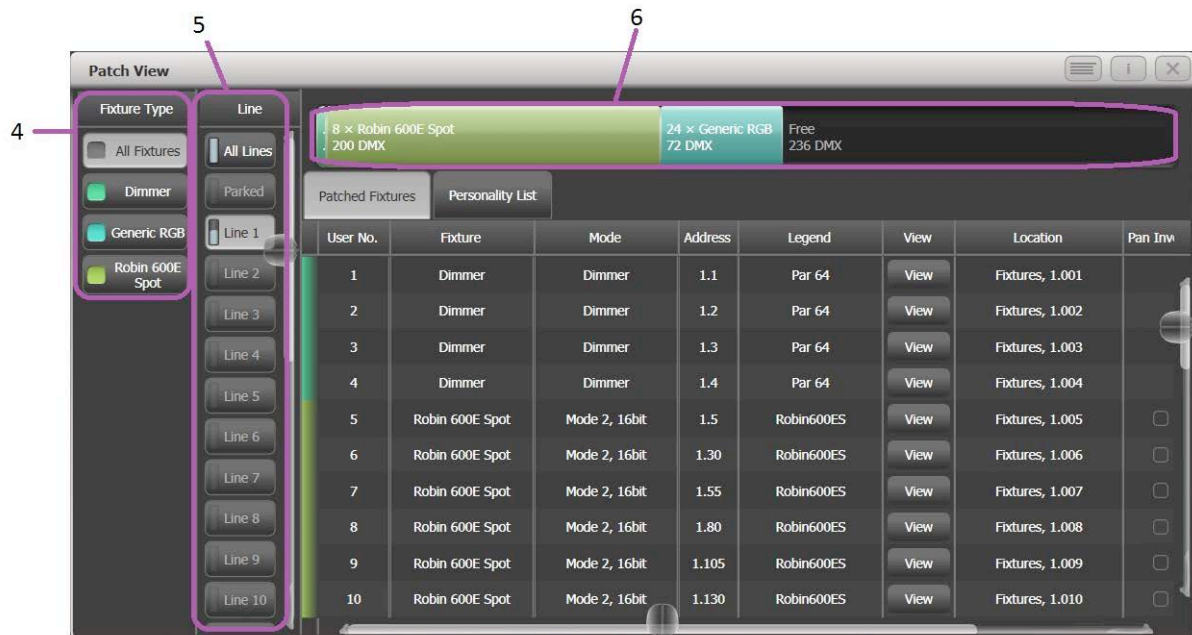 5
6
4
Patch View
i
Fixture Type
All Fixtures
Dimmer
Generic RGB
Robin 600E
Spot
Line
All Lines
Parked
Line 1
Line 2
Line 3
Line 4
Line 5
Line 6
Line 7
Line 8
Line 9
Line 10
8 × Robin 600E Spot
200 DMX
24 × Generic RGB
72 DMX
Free
236 DMX
Patched Fixtures Personality List
User No. Fixture Mode Address Legend View Location Pan Inv
1 Dimmer Dimmer 1.1 Par 64 View Fixtures, 1.001
2 Dimmer Dimmer 1.2 Par 64 View Fixtures, 1.002
3 Dimmer Dimmer 1.3 Par 64 View Fixtures, 1.003
4 Dimmer Dimmer 1.4 Par 64 View Fixtures, 1.004
5 Robin 600E Spot Mode 2, 16bit 1.5 Robin600ES View Fixtures, 1.005
6 Robin 600E Spot Mode 2, 16bit 1.30 Robin600ES View Fixtures, 1.006
7 Robin 600E Spot Mode 2, 16bit 1.55 Robin600ES View Fixtures, 1.007
8 Robin 600E Spot Mode 2, 16bit 1.80 Robin600ES View Fixtures, 1.008
9 Robin 600E Spot Mode 2, 16bit 1.105 Robin600ES View Fixtures, 1.009
10 Robin 600E Spot Mode 2, 16bit 1.130 Robin600ES View Fixtures, 1.010